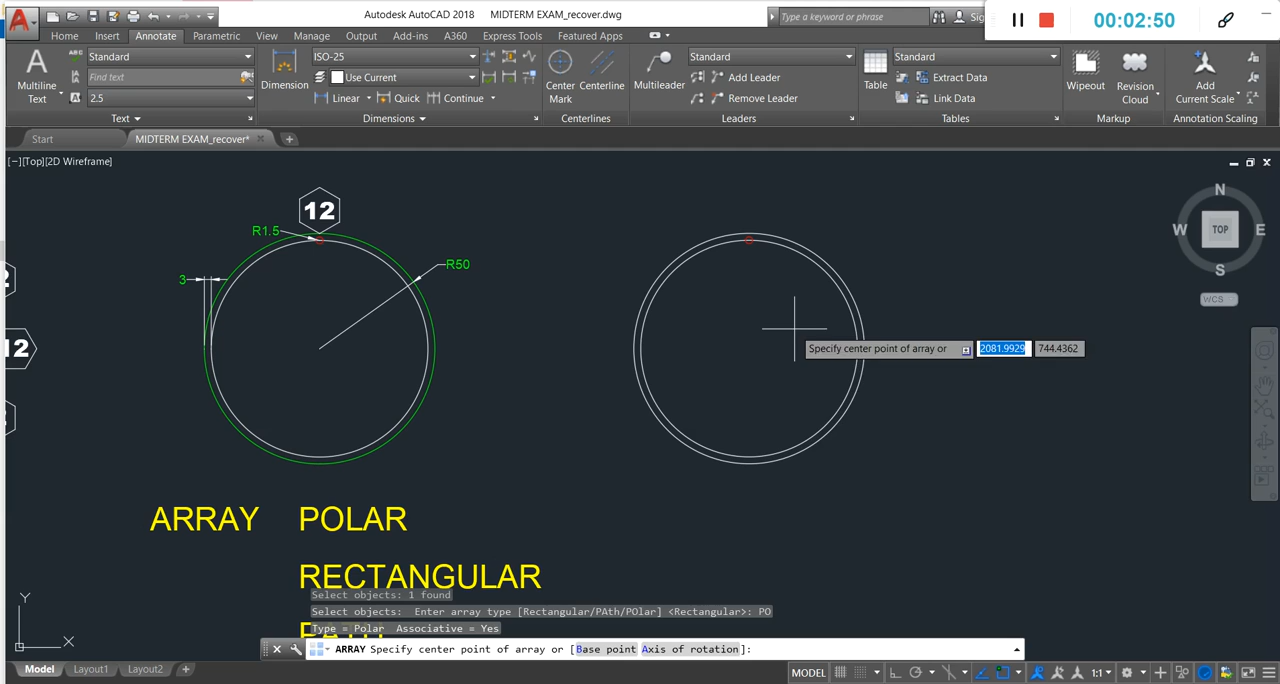 Autodesk AutoCAD 2018 MIDTERM EXAM_recover.dwg
Type a keyword or phrase
00:02:50
Home Insert Annotate Parametric View Manage Output Add-ins A360 Express Tools Featured Apps
Standard
Find text
2.5
Multiline Text
Text
ISO-25
Use Current
Dimension
Linear Quick Continue
Dimensions
Center Mark
Centerline
Centerlines
Standard
Multileader
Add Leader
Remove Leader
Leaders
Standard
Table
Extract Data
Link Data
Tables
Wipeout
Revision Cloud
Markup
Add Current Scale
Annotation Scaling
Start
MIDTERM EXAM_recover*
[−][Top][2D Wireframe]
12
R1.5
3
R50
12
N
W TOP E
S
WCS
Specify center point of array or 2081.9929 744.4362
ARRAY POLAR
RECTANGULAR
Select objects: 1 found
Select objects: Enter array type [Rectangular/PAth/POlar] <Rectangular>: PO
Type = Polar Associative = Yes
ARRAY Specify center point of array or [Base point Axis of rotation]:
Y
X
Model Layout1 Layout2
MODEL
1:1